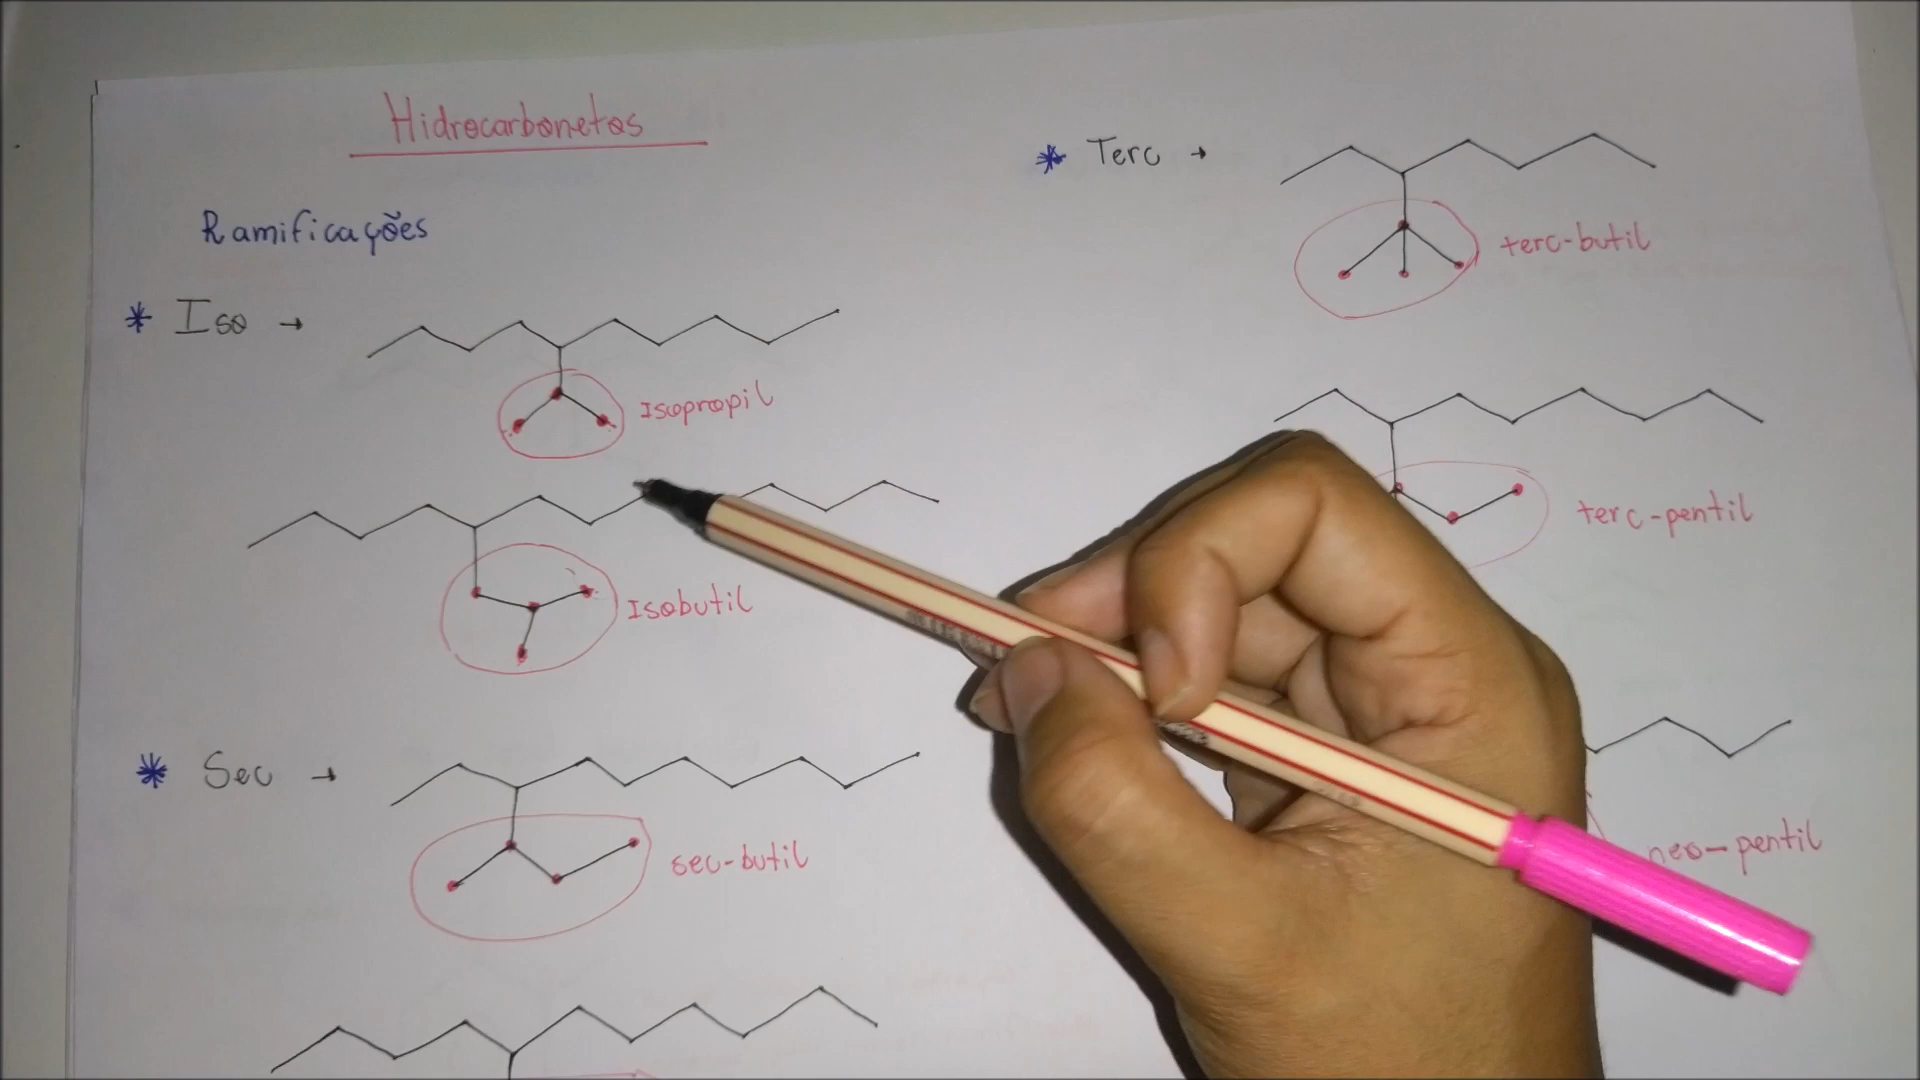 Hidrocarbonetos
Ramificações
* Iso →
Isopropil
Isobutil
* Sec →
sec-butil
* Terc →
terc-butil
terc-pentil
neo-pentil